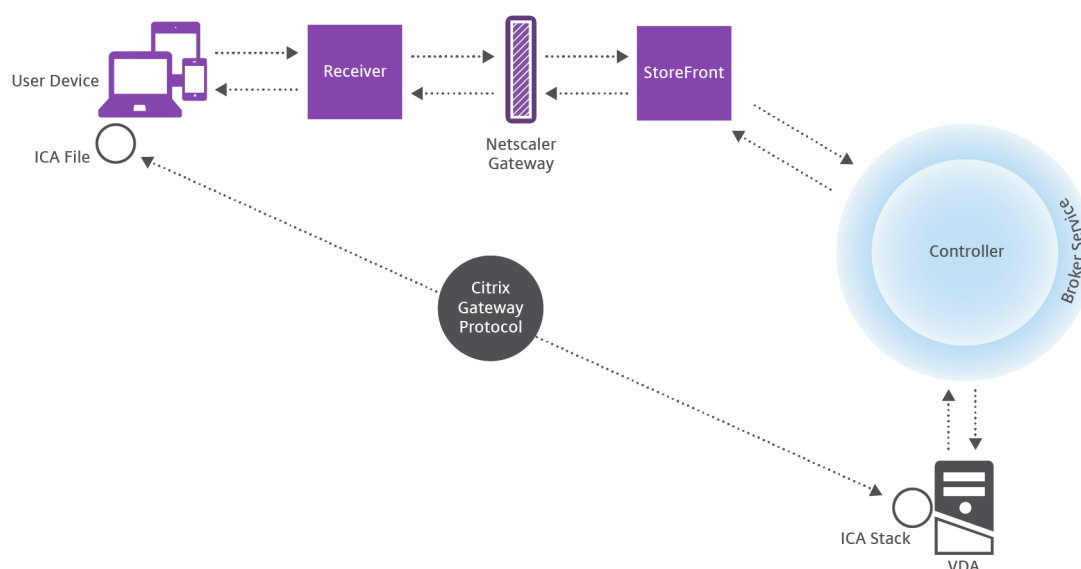 User Device
Receiver
StoreFront
Netscaler
Gateway
ICA File
Controller
Broker Service
Citrix
Gateway
Protocol
ICA Stack
VDA